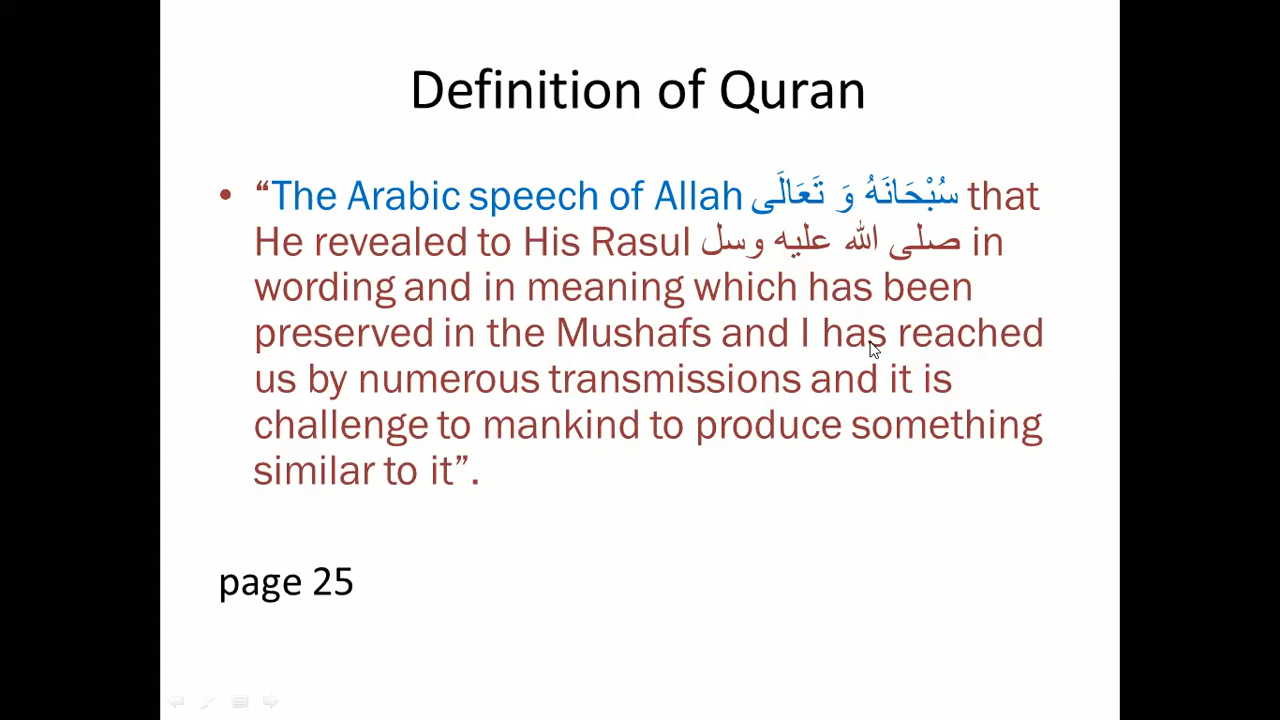 Definition of Quran
• “The Arabic speech of Allah سُبْحَانَهُ وَ تَعَالَى that
He revealed to His Rasul صلى الله عليه وسل in
wording and in meaning which has been
preserved in the Mushafs and I has reached
us by numerous transmissions and it is
challenge to mankind to produce something
similar to it”.
page 25